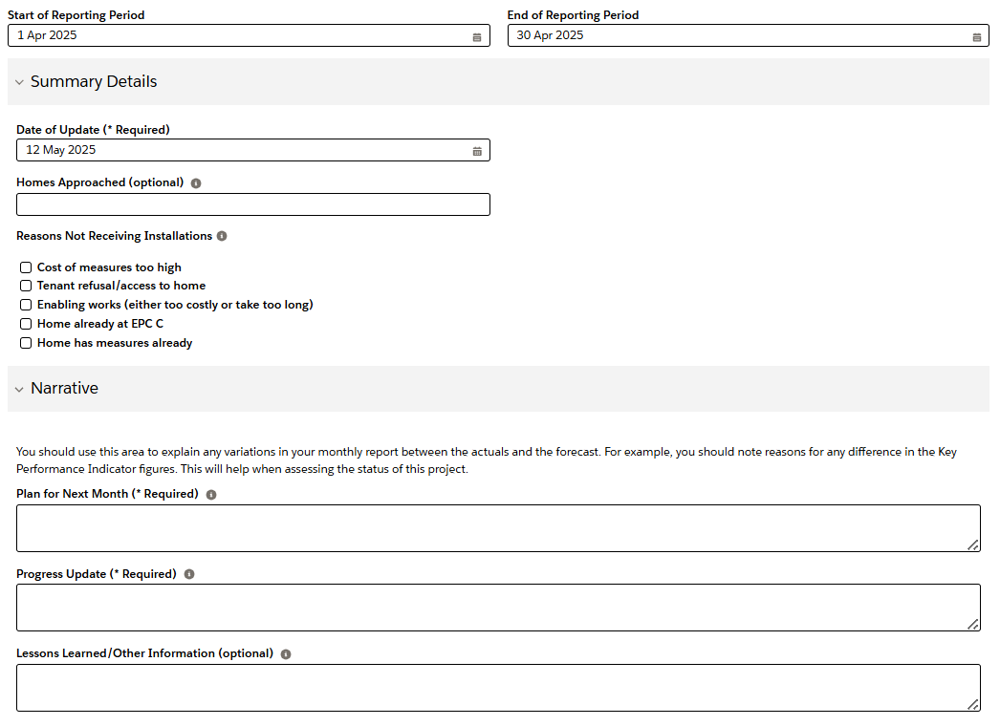 Start of Reporting Period
End of Reporting Period
1 Apr 2025
30 Apr 2025
Summary Details
Date of Update (* Required)
12 May 2025
Homes Approached (optional)
Reasons Not Receiving Installations
Cost of measures too high
Tenant refusal/access to home
Enabling works (either too costly or take too long)
Home already at EPC C
Home has measures already
Narrative
You should use this area to explain any variations in your monthly report between the actuals and the forecast. For example, you should note reasons for any difference in the Key
Performance Indicator figures. This will help when assessing the status of this project.
Plan for Next Month (* Required)
Progress Update (* Required)
Lessons Learned/Other Information (optional)